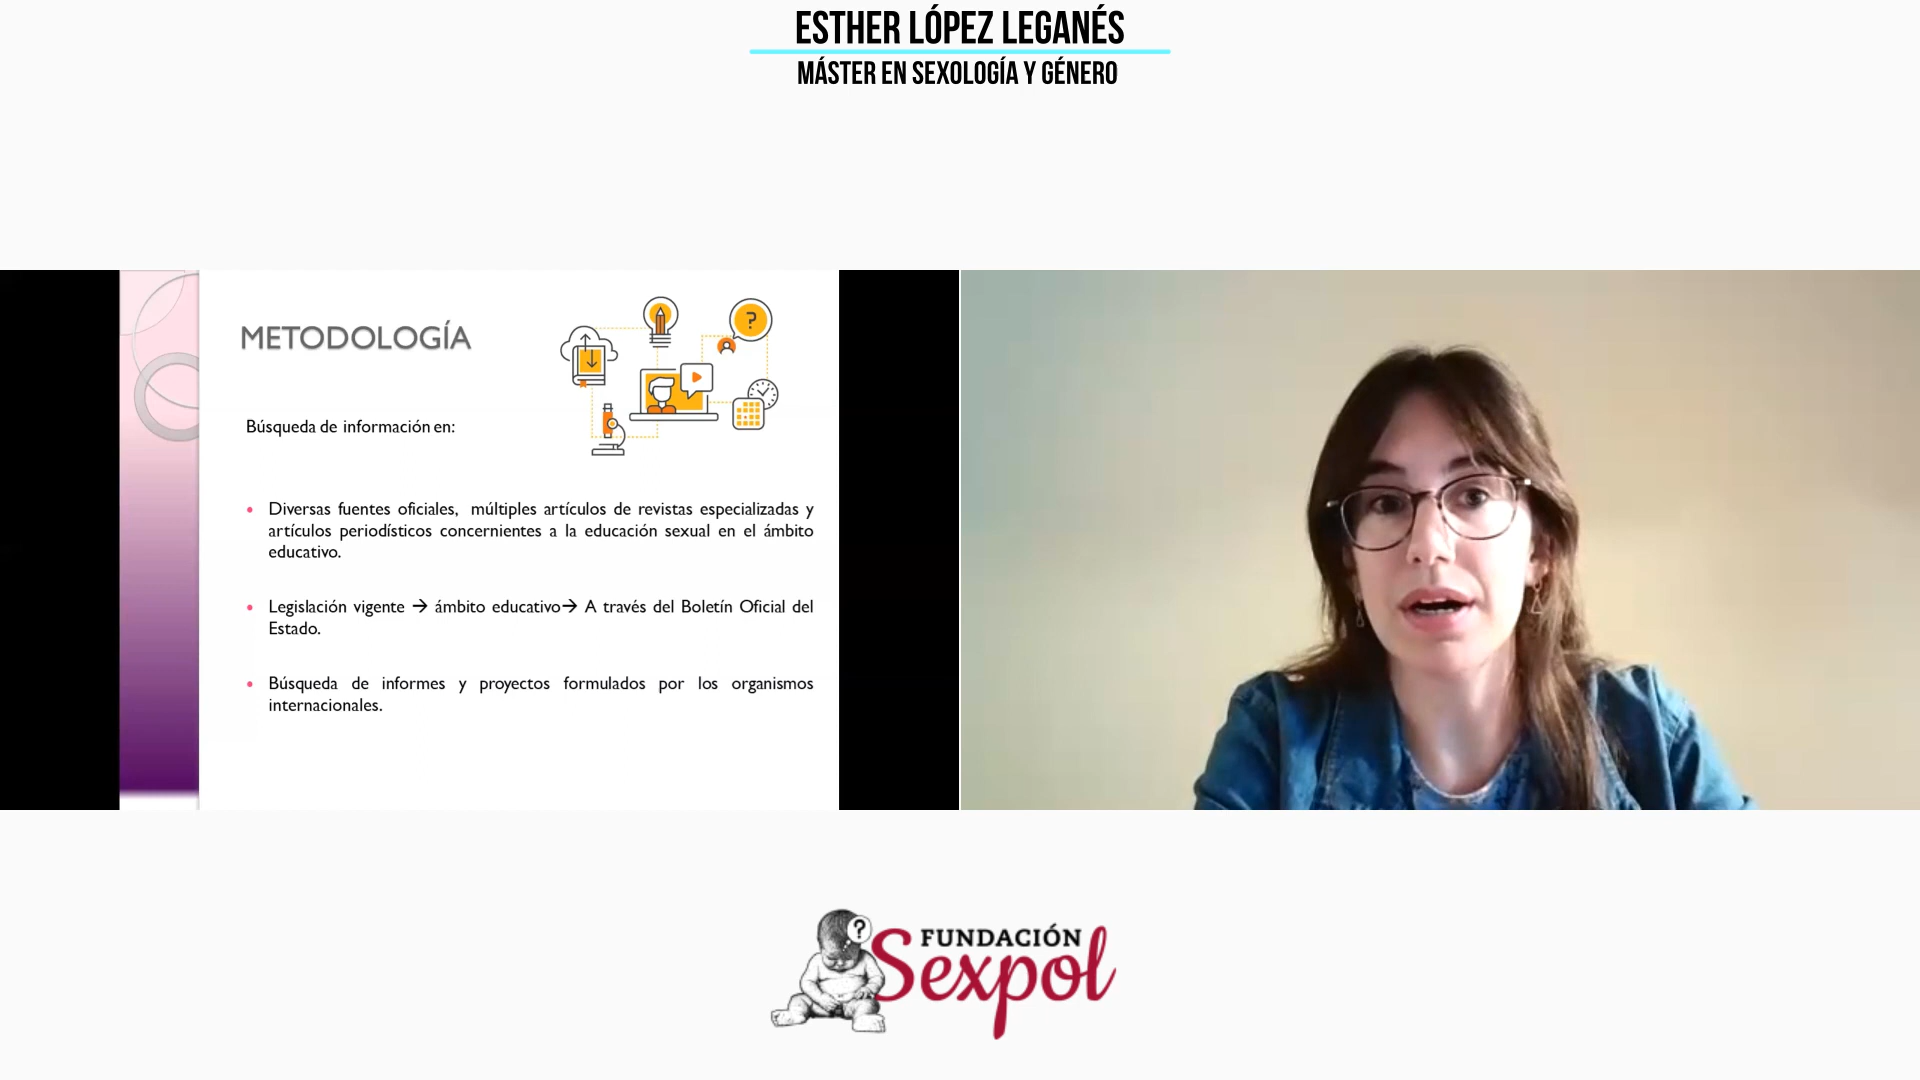 ESTHER LÓPEZ LEGANÉS
MÁSTER EN SEXOLOGÍA Y GÉNERO
METODOLOGÍA
?
Búsqueda de información en:
• Diversas fuentes oficiales, múltiples artículos de revistas especializadas y
artículos periodísticos concernientes a la educación sexual en el ámbito
educativo.
• Legislación vigente → ámbito educativo→ A través del Boletín Oficial del
Estado.
• Búsqueda de informes y proyectos formulados por los organismos
internacionales.
?
FUNDACIÓN
Sexpol